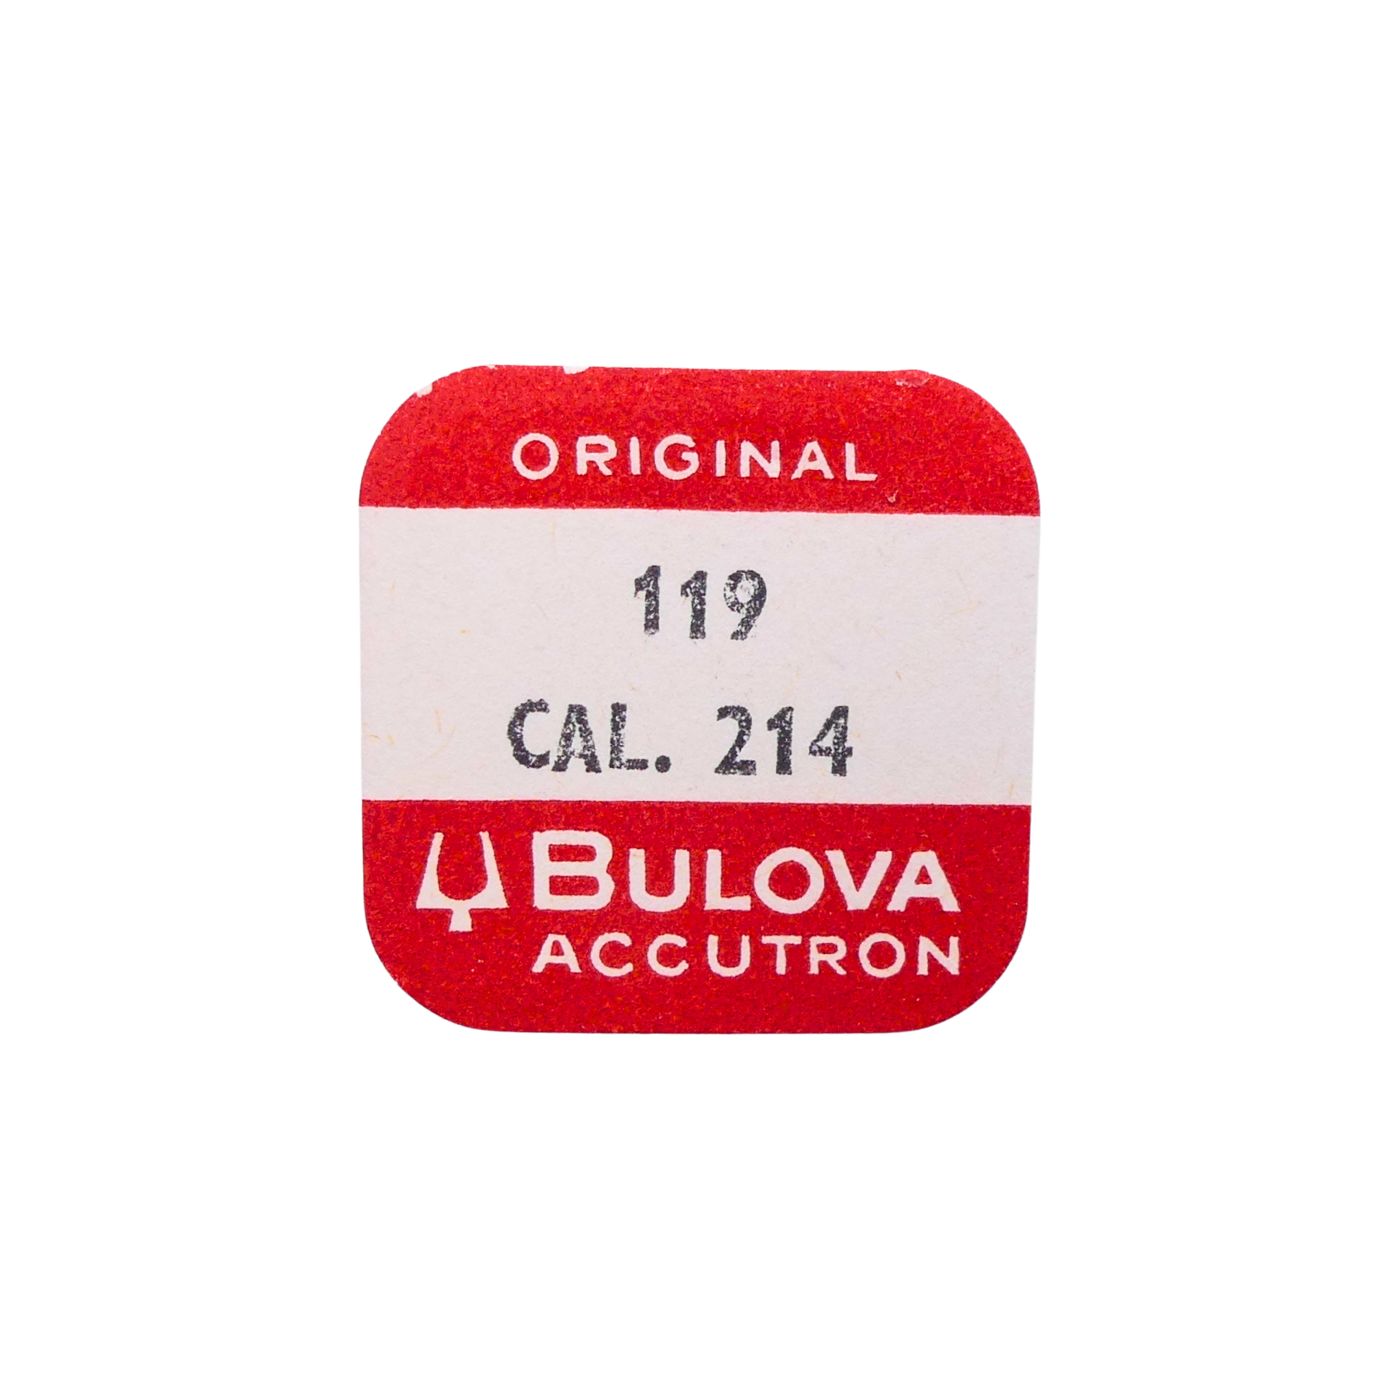 ORIGINAL
119
CAL. 214
BULOVA
ACCUTRON